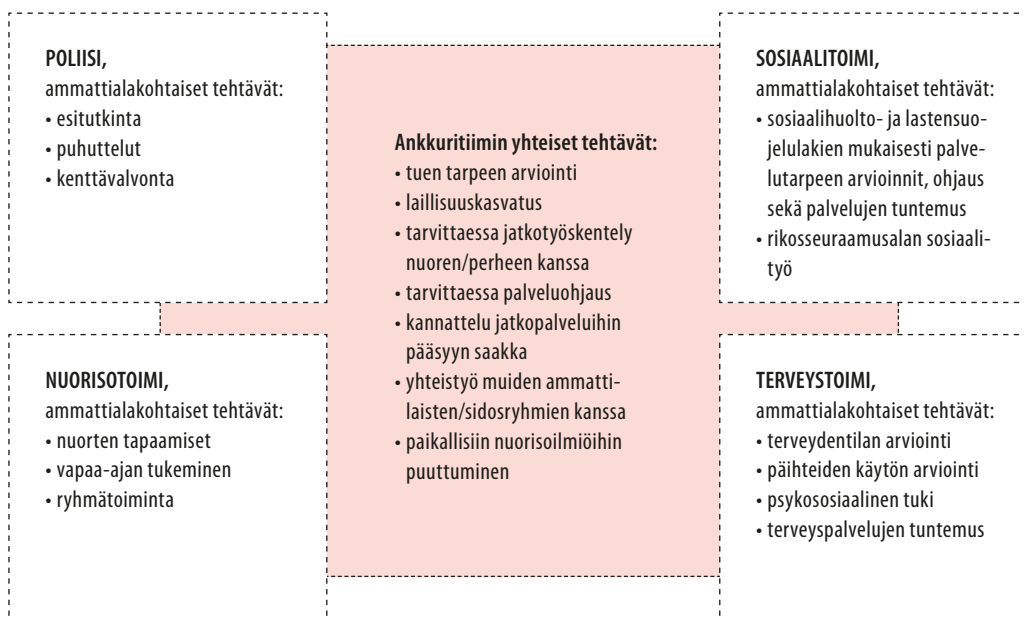 POLIISI,
ammattialakohtaiset tehtävät:
• esitutkinta
• puhuttelut
• kenttävalvonta
Ankkuritiimin yhteiset tehtävät:
• tuen tarpeen arviointi
• laillisuuskasvatus
• tarvittaessa jatkotyöskentely
nuoren/perheen kanssa
• tarvittaessa palveluohjaus
• kannattelu jatkopalveluihin
pääsyn saakka
• yhteistyö muiden ammatti-
laisten/sidosryhmien kanssa
• paikallisiin nuorisoilmiöihin
puuttuminen
SOSIAALITOIMI,
ammattialakohtaiset tehtävät:
• sosiaalihuolto- ja lastensuo-
jelulakien mukaisesti palve-
lutarpeen arvioinnit, ohjaus
sekä palvelujen tuntemus
• rikosseuraamusalan sosiaali-
työ
NUORISOTOIMI,
ammattialakohtaiset tehtävät:
• nuorten tapaamiset
• vapaa-ajan tukeminen
• ryhmätoiminta
TERVEYSTOIMI,
ammattialakohtaiset tehtävät:
• terveydentilan arviointi
• päihteiden käytön arviointi
• psykososiaalinen tuki
• terveyspalvelujen tuntemus